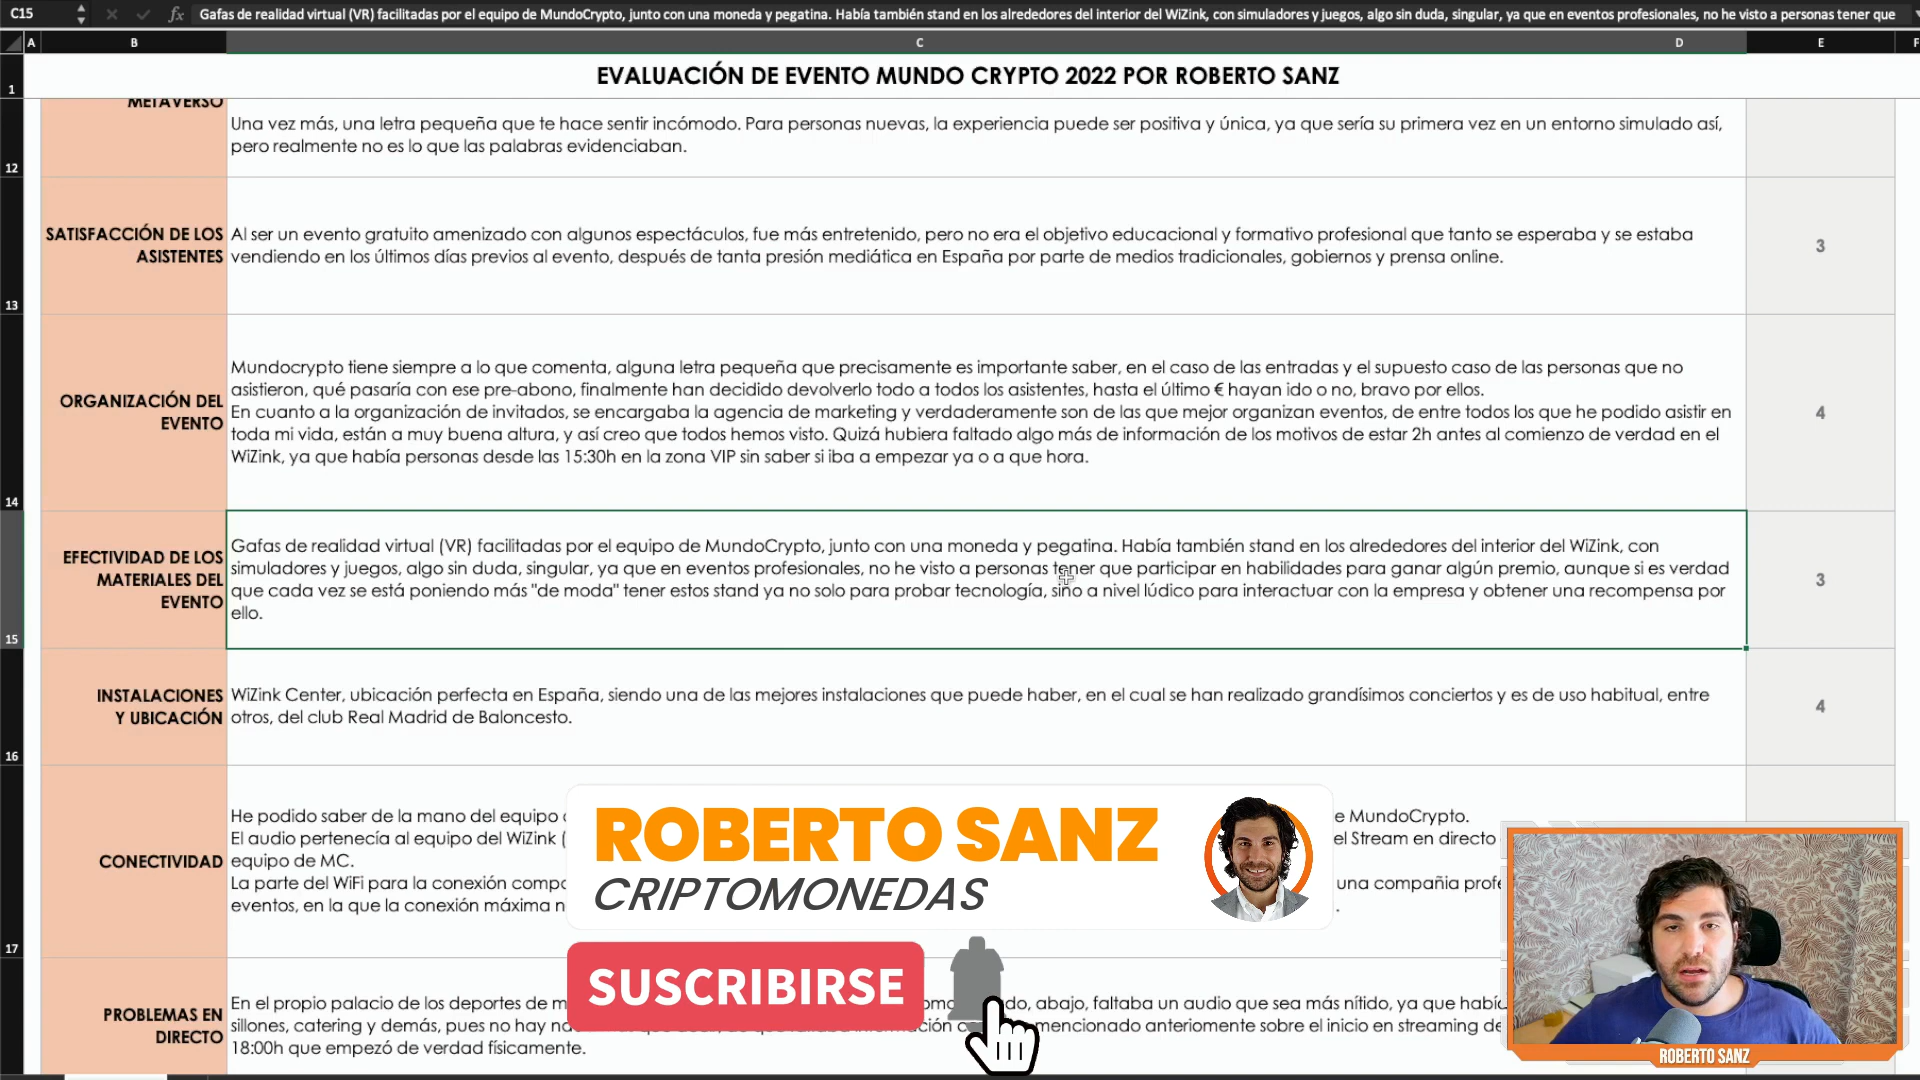 C15
fx
Gafas de realidad virtual (VR) facilitadas por el equipo de MundoCrypto, junto con una moneda y pegatina. Había también stand en los alrededores del interior del WiZink, con simuladores y juegos, algo sin duda, singular, ya que en eventos profesionales, no he visto a personas tener que
A B C D E F
1
EVALUACIÓN DE EVENTO MUNDO CRYPTO 2022 POR ROBERTO SANZ
METAVERSO
Una vez más, una letra pequeña que te hace sentir incómodo. Para personas nuevas, la experiencia puede ser positiva y única, ya que sería su primera vez en un entorno simulado así,
pero realmente no es lo que las palabras evidenciaban.
12
SATISFACCIÓN DE LOS
ASISTENTES
Al ser un evento gratuito amenizado con algunos espectáculos, fue más entretenido, pero no era el objetivo educacional y formativo profesional que tanto se esperaba y se estaba
vendiendo en los últimos días previos al evento, después de tanta presión mediática en España por parte de medios tradicionales, gobiernos y prensa online.
3
13
ORGANIZACIÓN DEL
EVENTO
Mundocrypto tiene siempre a lo que comenta, alguna letra pequeña que precisamente es importante saber, en el caso de las entradas y el supuesto caso de las personas que no
asistieron, qué pasaría con ese pre-abono, finalmente han decidido devolverlo todo a todos los asistentes, hasta el último € hayan ido o no, bravo por ellos.
En cuanto a la organización de invitados, se encargaba la agencia de marketing y verdaderamente son de las que mejor organizan eventos, de entre todos los que he podido asistir en
toda mi vida, están a muy buena altura, y así creo que todos hemos visto. Quizá hubiera faltado algo más de información de los motivos de estar 2h antes al comienzo de verdad en el
WiZink, ya que había personas desde las 15:30h en la zona VIP sin saber si iba a empezar ya o a que hora.
4
14
EFECTIVIDAD DE LOS
MATERIALES DEL
EVENTO
Gafas de realidad virtual (VR) facilitadas por el equipo de MundoCrypto, junto con una moneda y pegatina. Había también stand en los alrededores del interior del WiZink, con
simuladores y juegos, algo sin duda, singular, ya que en eventos profesionales, no he visto a personas tener que participar en habilidades para ganar algún premio, aunque si es verdad
que cada vez se está poniendo más "de moda" tener estos stand ya no solo para probar tecnología, sino a nivel lúdico para interactuar con la empresa y obtener una recompensa por
ello.
3
15
INSTALACIONES
Y UBICACIÓN
WiZink Center, ubicación perfecta en España, siendo una de las mejores instalaciones que puede haber, en el cual se han realizado grandísimos conciertos y es de uso habitual, entre
otros, del club Real Madrid de Baloncesto.
4
16
CONECTIVIDAD
He podido saber de la mano del equipo e MundoCrypto.
El audio pertenecía al equipo del WiZink ( el Stream en directo
equipo de MC.
La parte del WiFi para la conexión compa una compañia profe
eventos, en la que la conexión máxima n .
17
PROBLEMAS EN
DIRECTO
En el propio palacio de los deportes de m do, abajo, faltaba un audio que sea más nítido, ya que habí
sillones, catering y demás, pues no hay mencionado anteriormente sobre el inicio en streaming de
18:00h que empezó de verdad físicamente.
ROBERTO SANZ
CRIPTOMONEDAS
SUSCRIBIRSE
ROBERTO SANZ